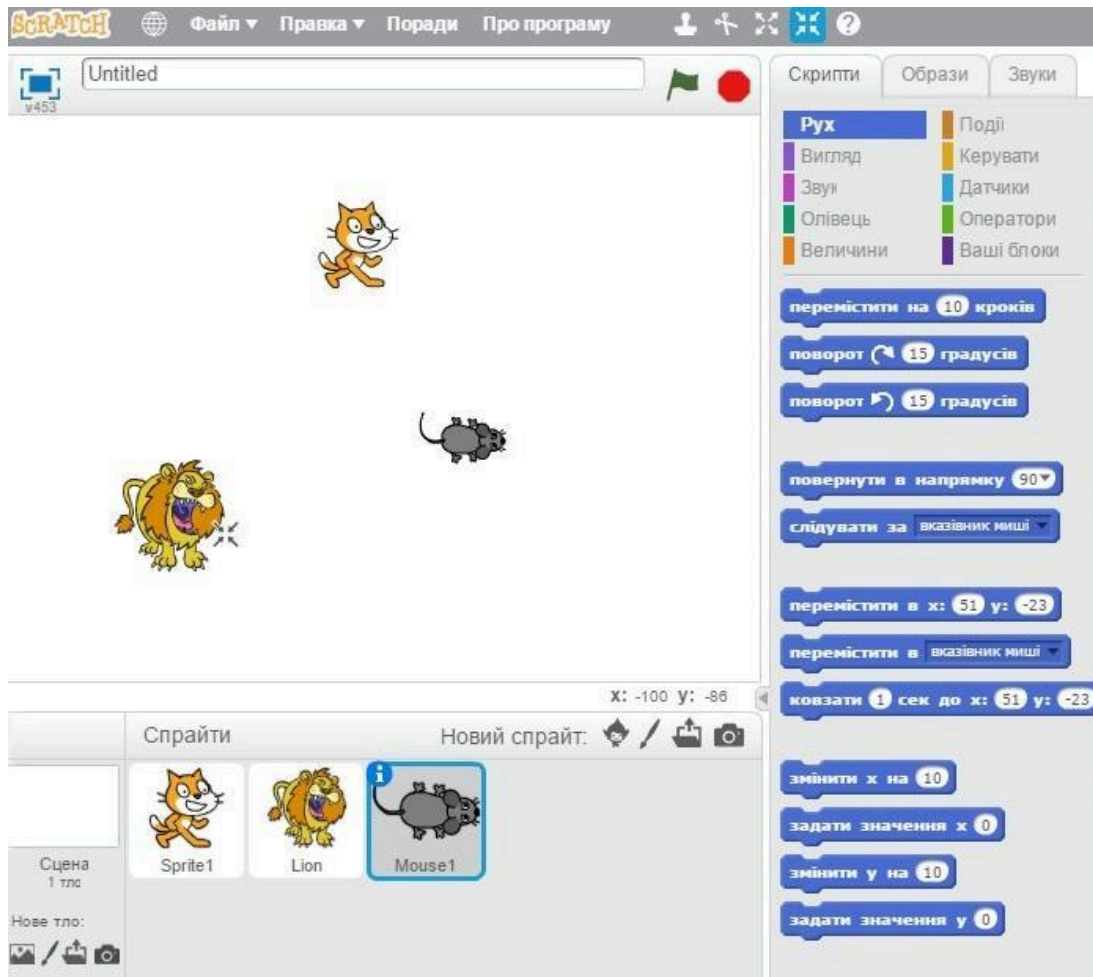 SCRATCH Файл Правка Поради Про програму
Untitled
v453
x: -100 y: -86
Спрайти Новий спрайт:
Sprite1 Lion Mouse1
Сцена
1 тло
Нове тло:
Скрипти Образи Звуки
Рух Події
Вигляд Керувати
Звук Датчики
Олівець Оператори
Величини Ваші блоки
перемістити на 10 кроків
поворот 15 градусів
поворот 15 градусів
повернути в напрямку 90
слідувати за вказівник миші
перемістити в x: 51 y: -23
перемістити в вказівник миші
ковзати 1 сек до x: 51 y: -23
змінити x на 10
задати значення x 0
змінити y на 10
задати значення y 0